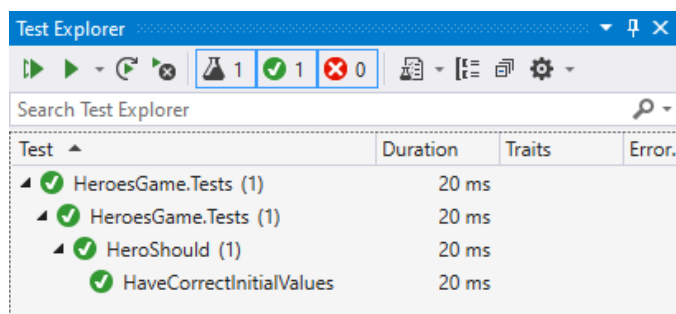 Test Explorer
1 1 0
Search Test Explorer
Test Duration Traits Error.
HeroesGame.Tests (1) 20 ms
HeroesGame.Tests (1) 20 ms
HeroShould (1) 20 ms
HaveCorrectInitialValues 20 ms